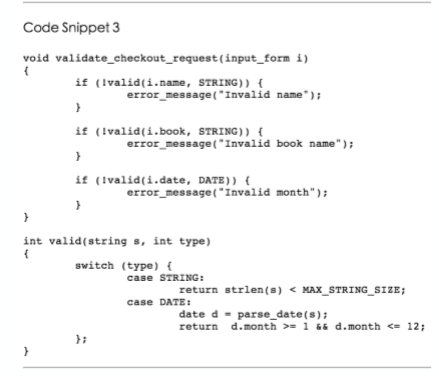 Code Snippet 3
void validate_checkout_request(input_form i)
{
if (!valid(i.name, STRING)) {
error_message("Invalid name");
}
if (!valid(i.book, STRING)) {
error_message("Invalid book name");
}
if (!valid(i.date, DATE)) {
error_message("Invalid month");
}
}
int valid(string s, int type)
{
switch (type) {
case STRING:
return strlen(s) < MAX_STRING_SIZE;
case DATE:
date d = parse_date(s);
return d.month >= 1 && d.month <= 12;
};
}